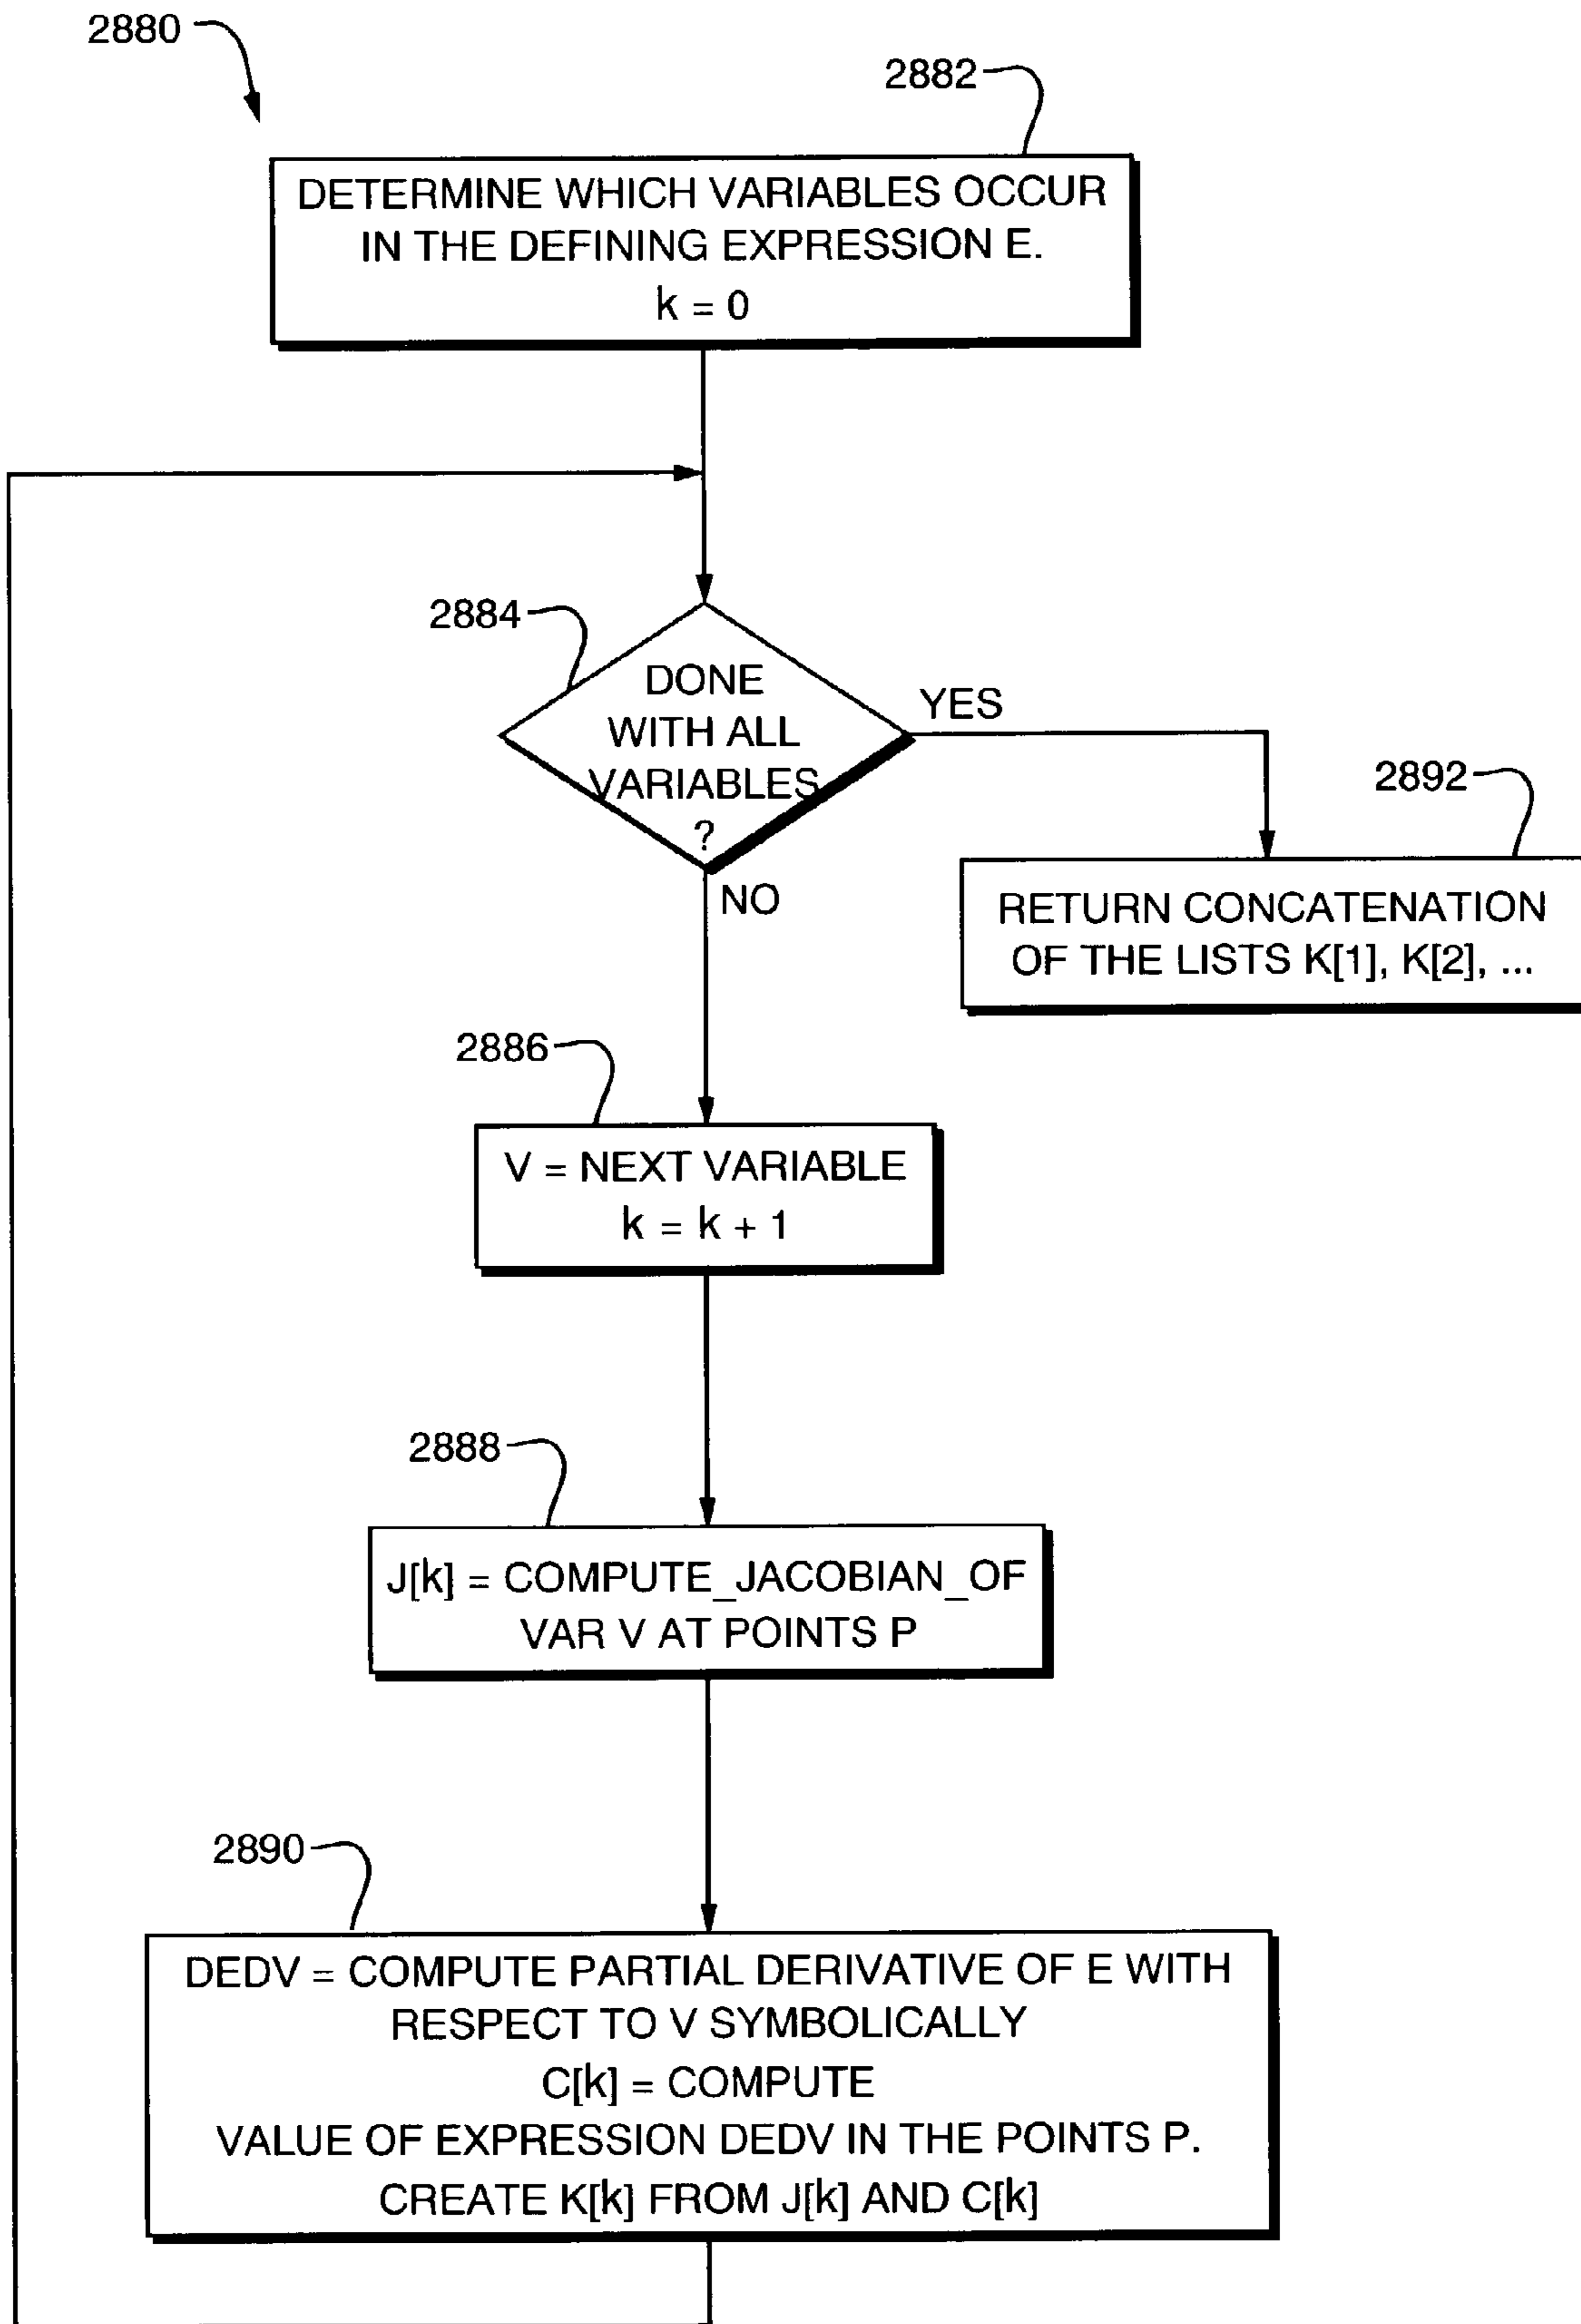 2880
2882
DETERMINE WHICH VARIABLES OCCUR
IN THE DEFINING EXPRESSION E.
k = 0
2884
DONE
WITH ALL
VARIABLES
?
YES
NO
2892
RETURN CONCATENATION
OF THE LISTS K[1], K[2], ...
2886
V = NEXT VARIABLE
k = k + 1
2888
J[k] = COMPUTE_JACOBIAN_OF
VAR V AT POINTS P
2890
DEDV = COMPUTE PARTIAL DERIVATIVE OF E WITH
RESPECT TO V SYMBOLICALLY
C[k] = COMPUTE
VALUE OF EXPRESSION DEDV IN THE POINTS P.
CREATE K[k] FROM J[k] AND C[k]